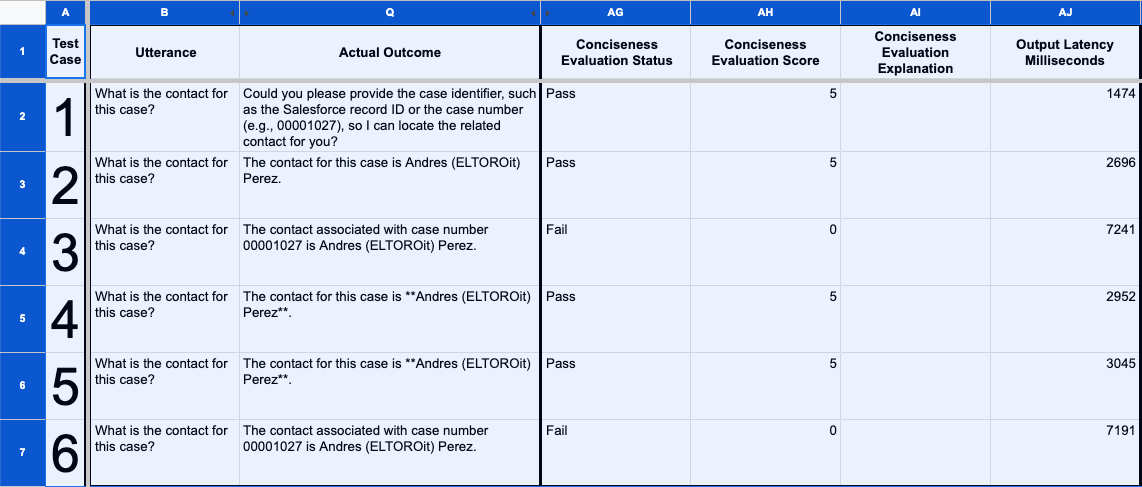 A B Q AG AH AI AJ
1 Test Case Utterance Actual Outcome Conciseness Evaluation Status Conciseness Evaluation Score Conciseness Evaluation Explanation Output Latency Milliseconds
2 1 What is the contact for this case? Could you please provide the case identifier, such as the Salesforce record ID or the case number (e.g., 00001027), so I can locate the related contact for you? Pass 5 1474
3 2 What is the contact for this case? The contact for this case is Andres (ELTOROit) Perez. Pass 5 2696
4 3 What is the contact for this case? The contact associated with case number 00001027 is Andres (ELTOROit) Perez. Fail 0 7241
5 4 What is the contact for this case? The contact for this case is **Andres (ELTOROit) Perez**. Pass 5 2952
6 5 What is the contact for this case? The contact for this case is **Andres (ELTOROit) Perez**. Pass 5 3045
7 6 What is the contact for this case? The contact associated with case number 00001027 is Andres (ELTOROit) Perez. Fail 0 7191